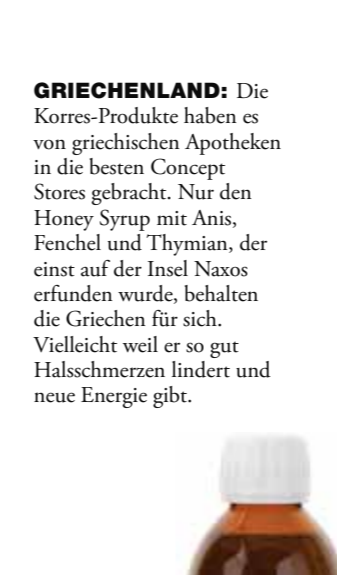 GRIECHENLAND: Die
Korres-Produkte haben es
von griechischen Apotheken
in die besten Concept
Stores gebracht. Nur den
Honey Syrup mit Anis,
Fenchel und Thymian, der
einst auf der Insel Naxos
erfunden wurde, behalten
die Griechen für sich.
Vielleicht weil er so gut
Halsschmerzen lindert und
neue Energie gibt.